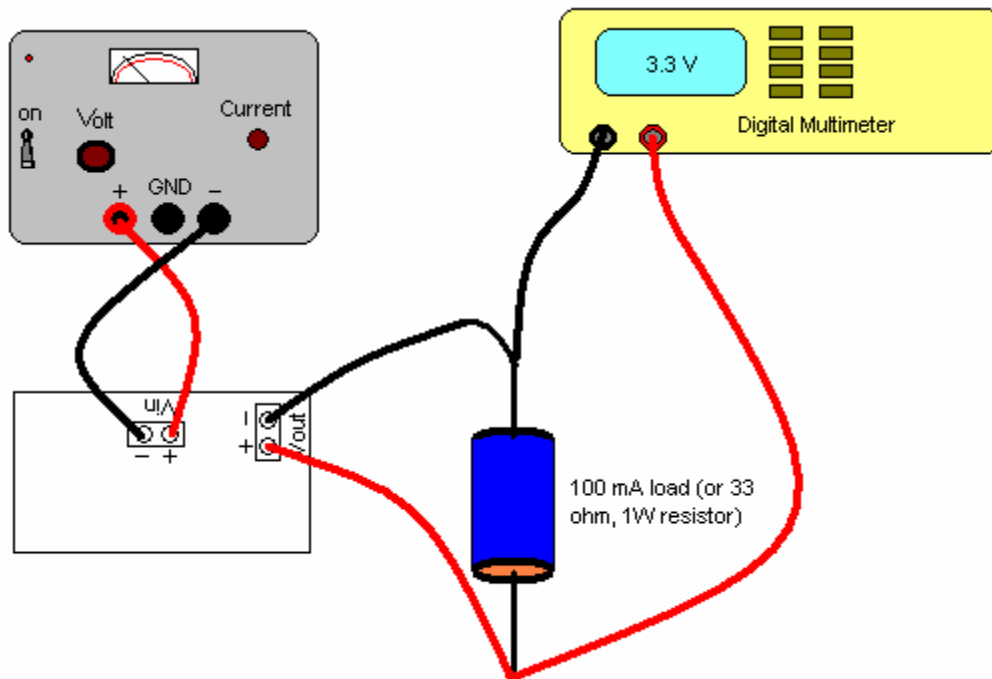 on
Volt
Current
+
GND
−
3.3 V
Digital Multimeter
Vin
− +
−
+
Vout
100 mA load (or 33
ohm, 1W resistor)